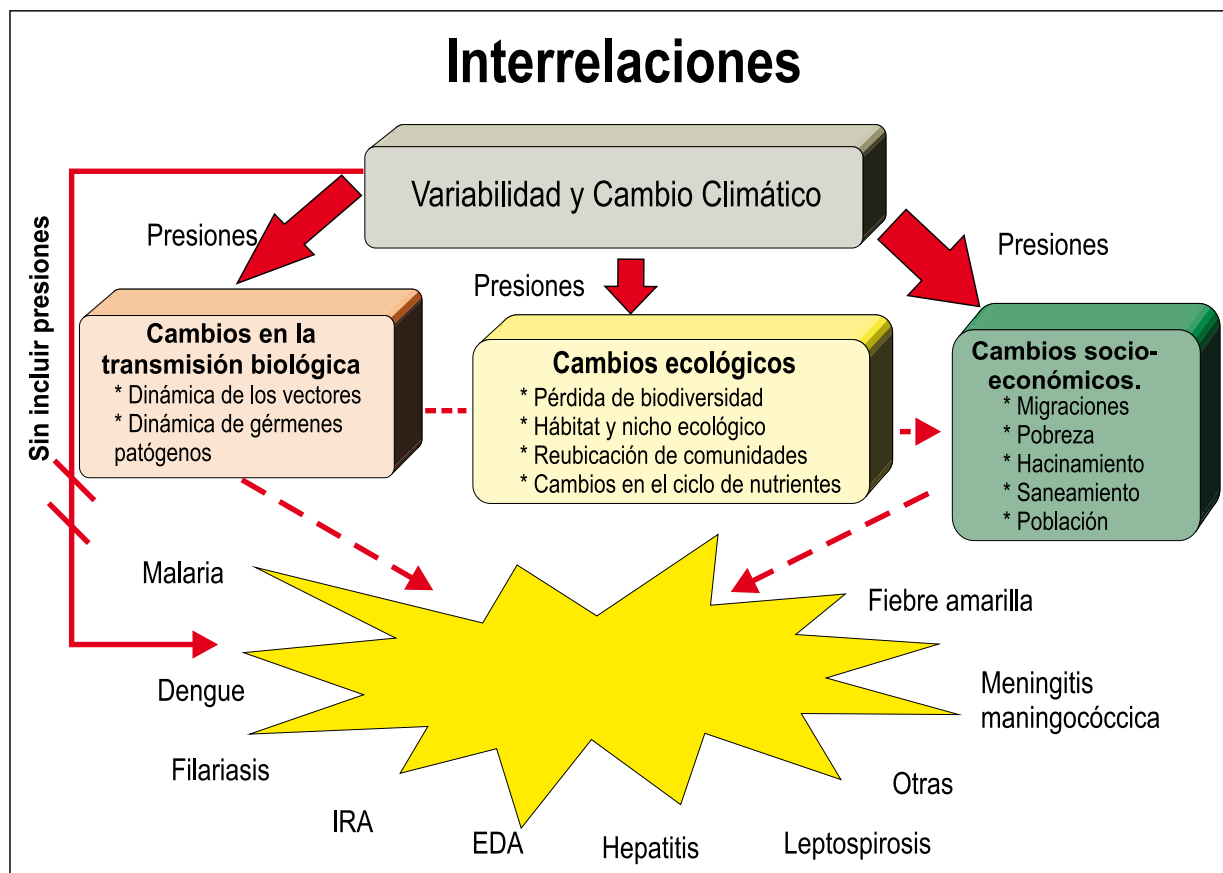 Interrelaciones
Variabilidad y Cambio Climático
Presiones
Presiones
Presiones
Sin incluir presiones
Cambios en la
transmisión biológica
* Dinámica de los vectores
* Dinámica de gérmenes
patógenos
Cambios ecológicos
* Pérdida de biodiversidad
* Hábitat y nicho ecológico
* Reubicación de comunidades
* Cambios en el ciclo de nutrientes
Cambios socio-
económicos.
* Migraciones
* Pobreza
* Hacinamiento
* Saneamiento
* Población
Malaria
Dengue
Filariasis
IRA
EDA
Hepatitis
Leptospirosis
Otras
Meningitis
maningocóccica
Fiebre amarilla